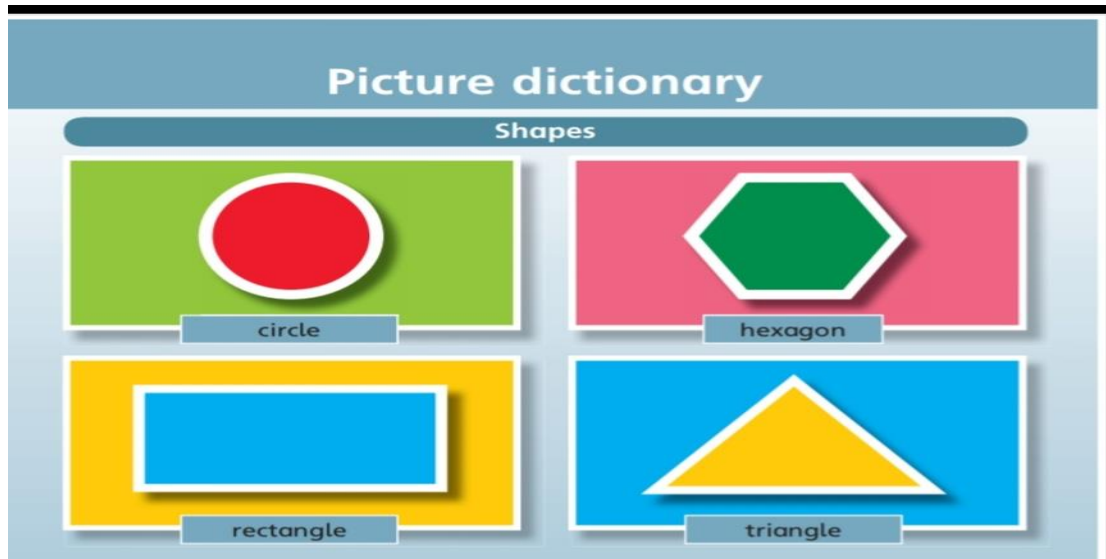 Picture dictionary
Shapes
circle
hexagon
rectangle
triangle